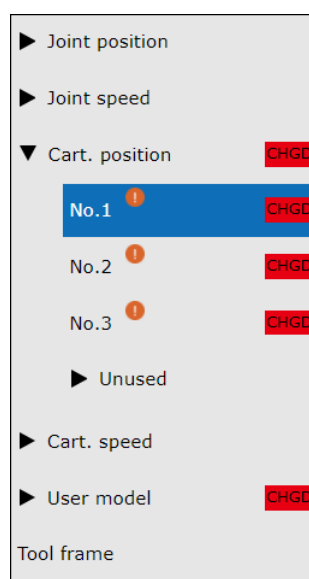 Joint position
Joint speed
Cart. position CHGD
No.1 CHGD
No.2 CHGD
No.3 CHGD
Unused
Cart. speed
User model CHGD
Tool frame